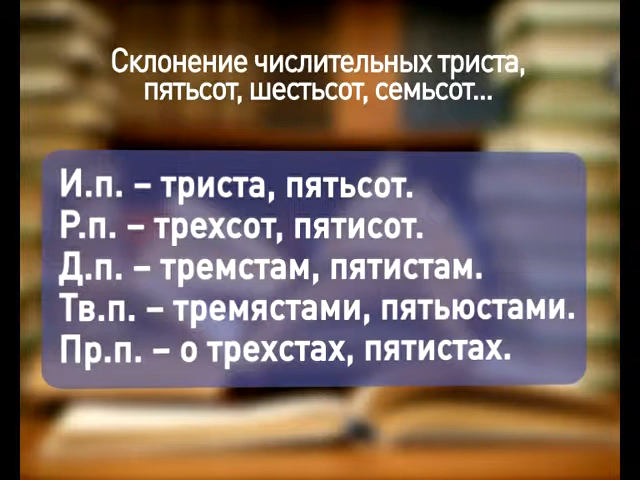 Склонение числительных триста,
пятьсот, шестьсот, семьсот...
И.п. – триста, пятьсот.
Р.п. – трехсот, пятисот.
Д.п. – тремстам, пятистам.
Тв.п. – тремястами, пятьюстами.
Пр.п. – о трехстах, пятистах.